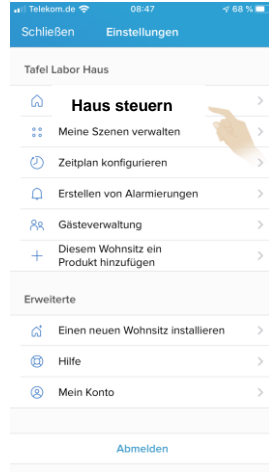 Telekom.de 08:47 68 %
Schließen Einstellungen
Tafel Labor Haus
Haus steuern
Meine Szenen verwalten
Zeitplan konfigurieren
Erstellen von Alarmierungen
Gästeverwaltung
Diesem Wohnsitz ein
Produkt hinzufügen
Erweiterte
Einen neuen Wohnsitz installieren
Hilfe
Mein Konto
Abmelden